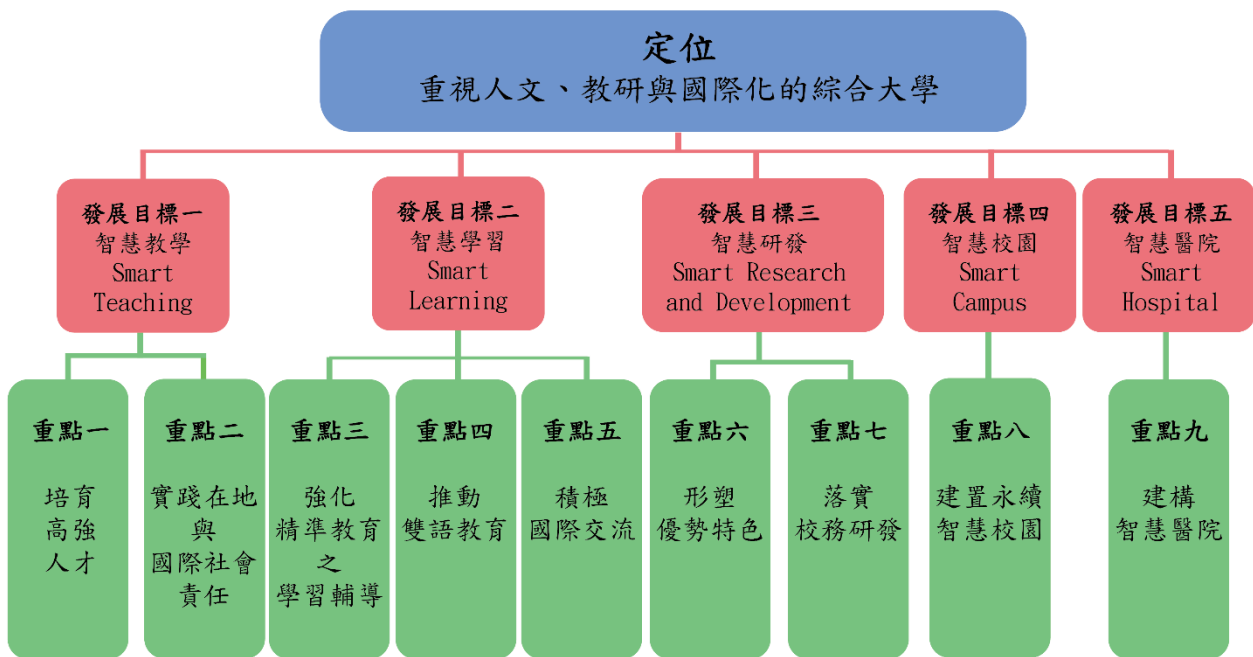 定位
重視人文、教研與國際化的綜合大學
發展目標一
智慧教學
Smart
Teaching
發展目標二
智慧學習
Smart
Learning
發展目標三
智慧研發
Smart Research
and Development
發展目標四
智慧校園
Smart
Campus
發展目標五
智慧醫院
Smart
Hospital
重點一
培育
高強
人才
重點二
實踐在地
與
國際社會
責任
重點三
強化
精準教育
之
學習輔導
重點四
推動
雙語教育
重點五
積極
國際交流
重點六
形塑
優勢特色
重點七
落實
校務研發
重點八
建置永續
智慧校園
重點九
建構
智慧醫院